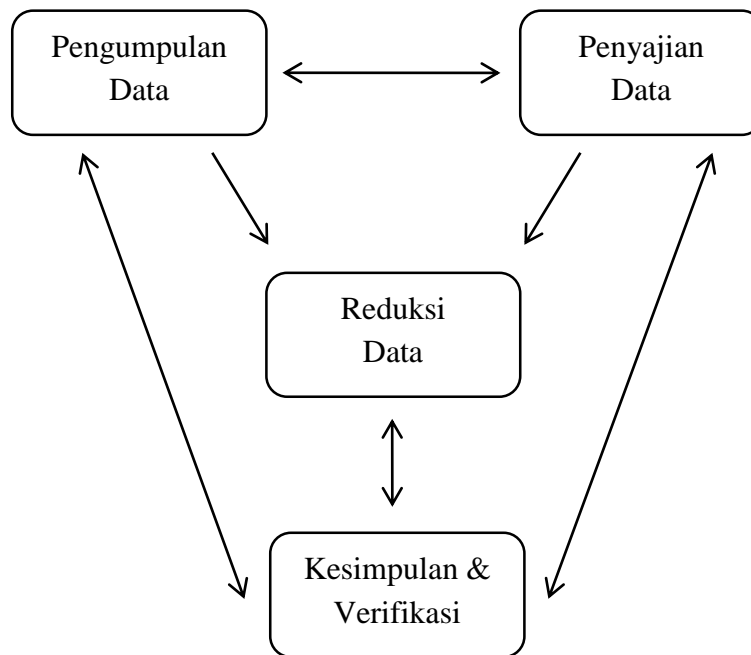 Pengumpulan
Data
Penyajian
Data
Reduksi
Data
Kesimpulan &
Verifikasi